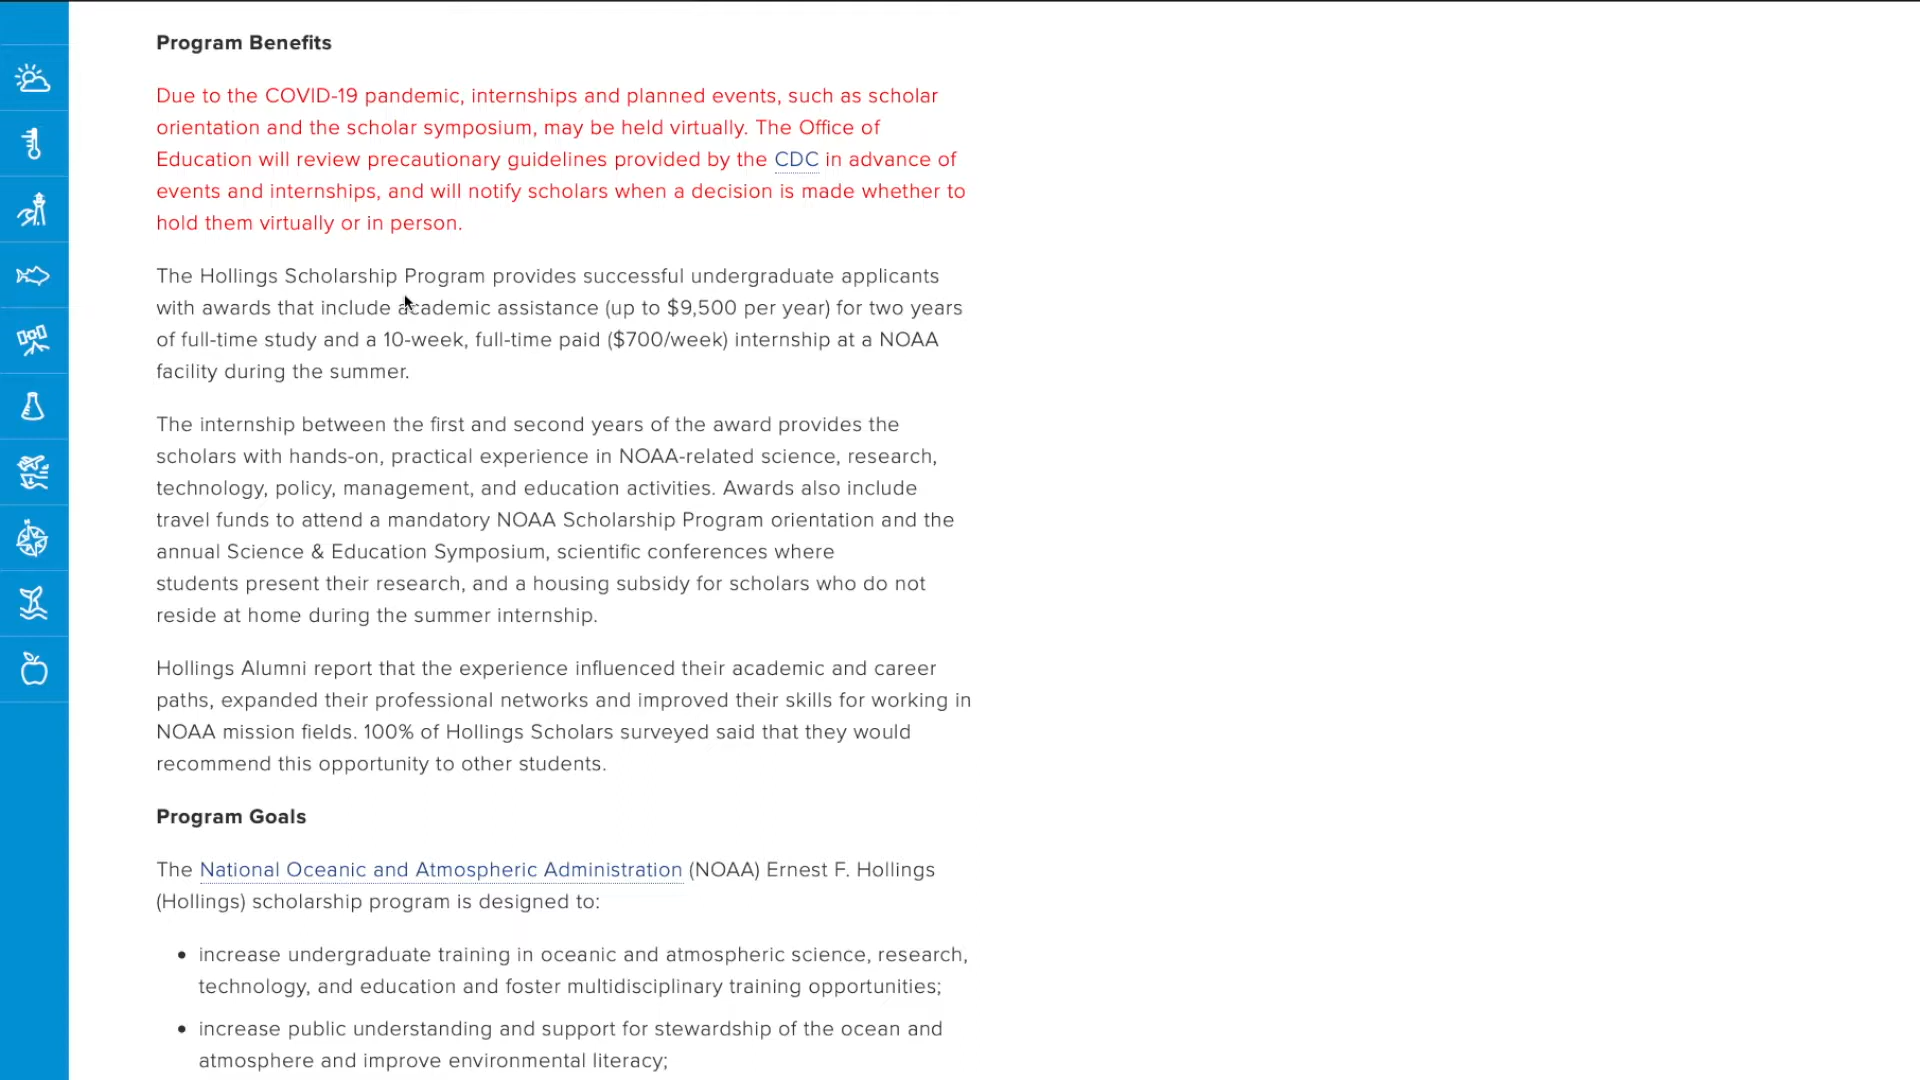 Program Benefits
Due to the COVID-19 pandemic, internships and planned events, such as scholar
orientation and the scholar symposium, may be held virtually. The Office of
Education will review precautionary guidelines provided by the CDC in advance of
events and internships, and will notify scholars when a decision is made whether to
hold them virtually or in person.
The Hollings Scholarship Program provides successful undergraduate applicants
with awards that include academic assistance (up to $9,500 per year) for two years
of full-time study and a 10-week, full-time paid ($700/week) internship at a NOAA
facility during the summer.
The internship between the first and second years of the award provides the
scholars with hands-on, practical experience in NOAA-related science, research,
technology, policy, management, and education activities. Awards also include
travel funds to attend a mandatory NOAA Scholarship Program orientation and the
annual Science & Education Symposium, scientific conferences where
students present their research, and a housing subsidy for scholars who do not
reside at home during the summer internship.
Hollings Alumni report that the experience influenced their academic and career
paths, expanded their professional networks and improved their skills for working in
NOAA mission fields. 100% of Hollings Scholars surveyed said that they would
recommend this opportunity to other students.
Program Goals
The National Oceanic and Atmospheric Administration (NOAA) Ernest F. Hollings
(Hollings) scholarship program is designed to:
• increase undergraduate training in oceanic and atmospheric science, research,
technology, and education and foster multidisciplinary training opportunities;
• increase public understanding and support for stewardship of the ocean and
atmosphere and improve environmental literacy;